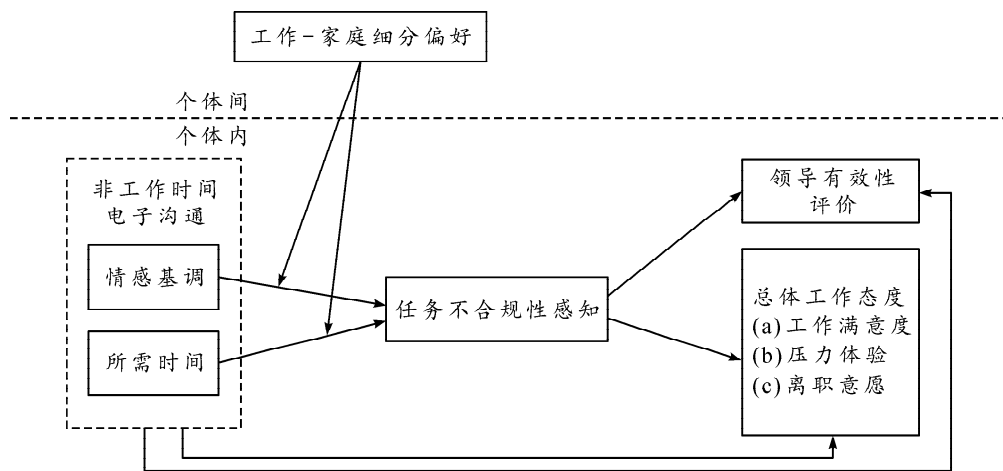 工作-家庭细分偏好
个体间
个体内
非工作时间
电子沟通
情感基调
所需时间
任务不合规性感知
领导有效性
评价
总体工作态度
(a)工作满意度
(b)压力体验
(c)离职意愿